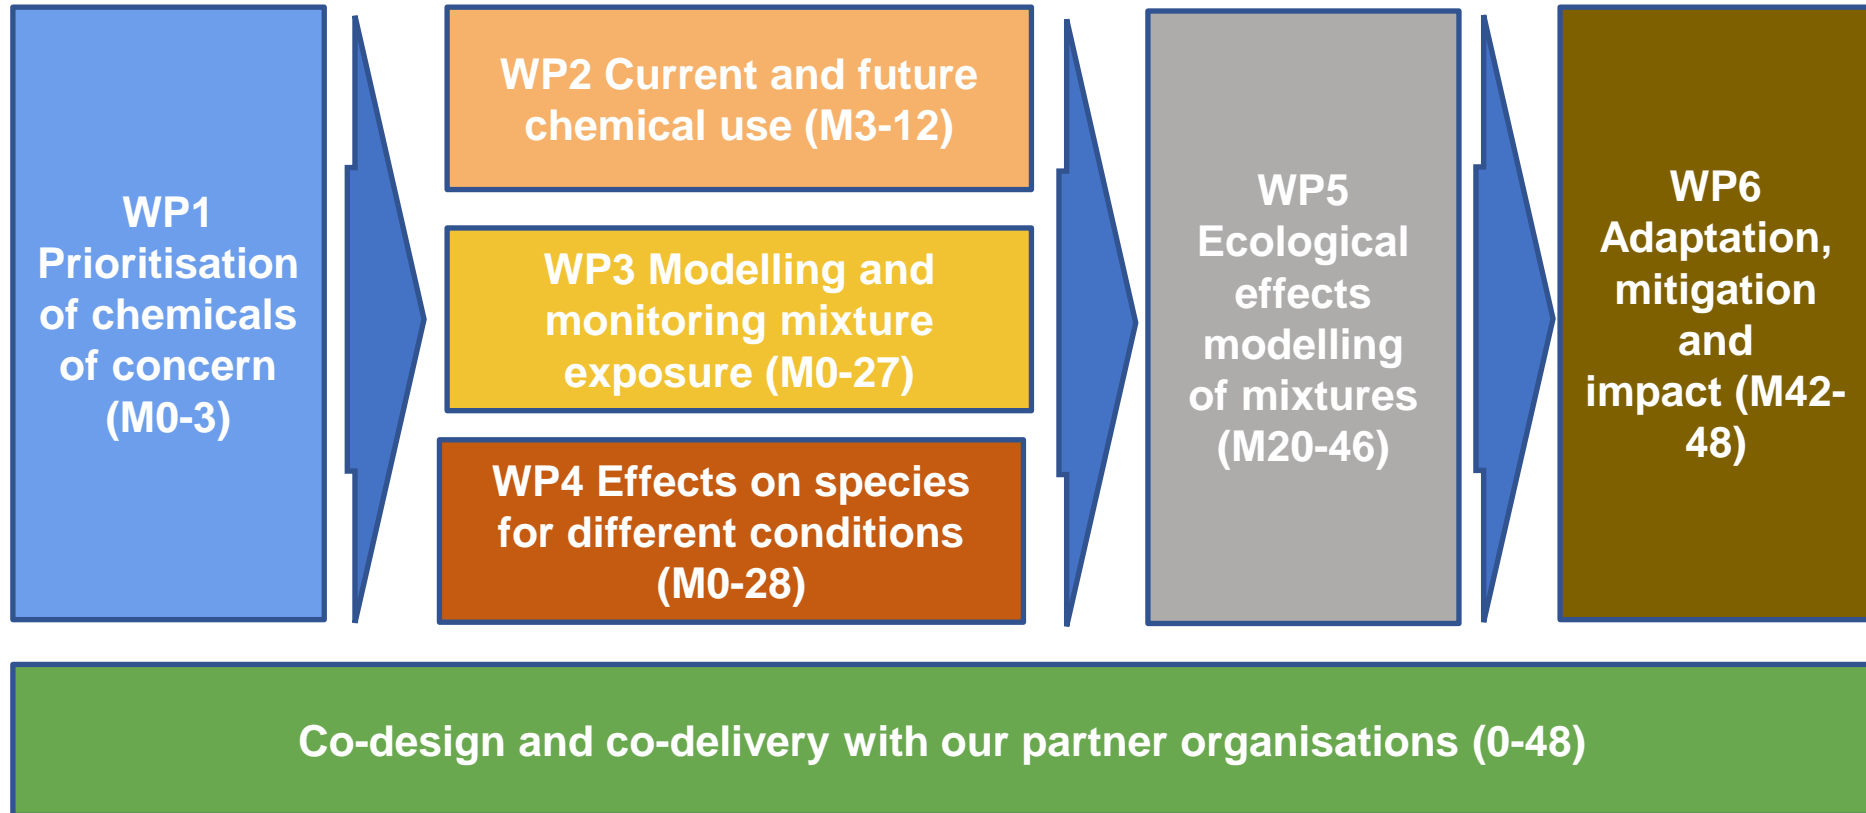 WP1
Prioritisation
of chemicals
of concern
(M0-3)
WP2 Current and future
chemical use (M3-12)
WP3 Modelling and
monitoring mixture
exposure (M0-27)
WP4 Effects on species
for different conditions
(M0-28)
WP5
Ecological
effects
modelling
of mixtures
(M20-46)
WP6
Adaptation,
mitigation
and
impact (M42-
48)
Co-design and co-delivery with our partner organisations (0-48)